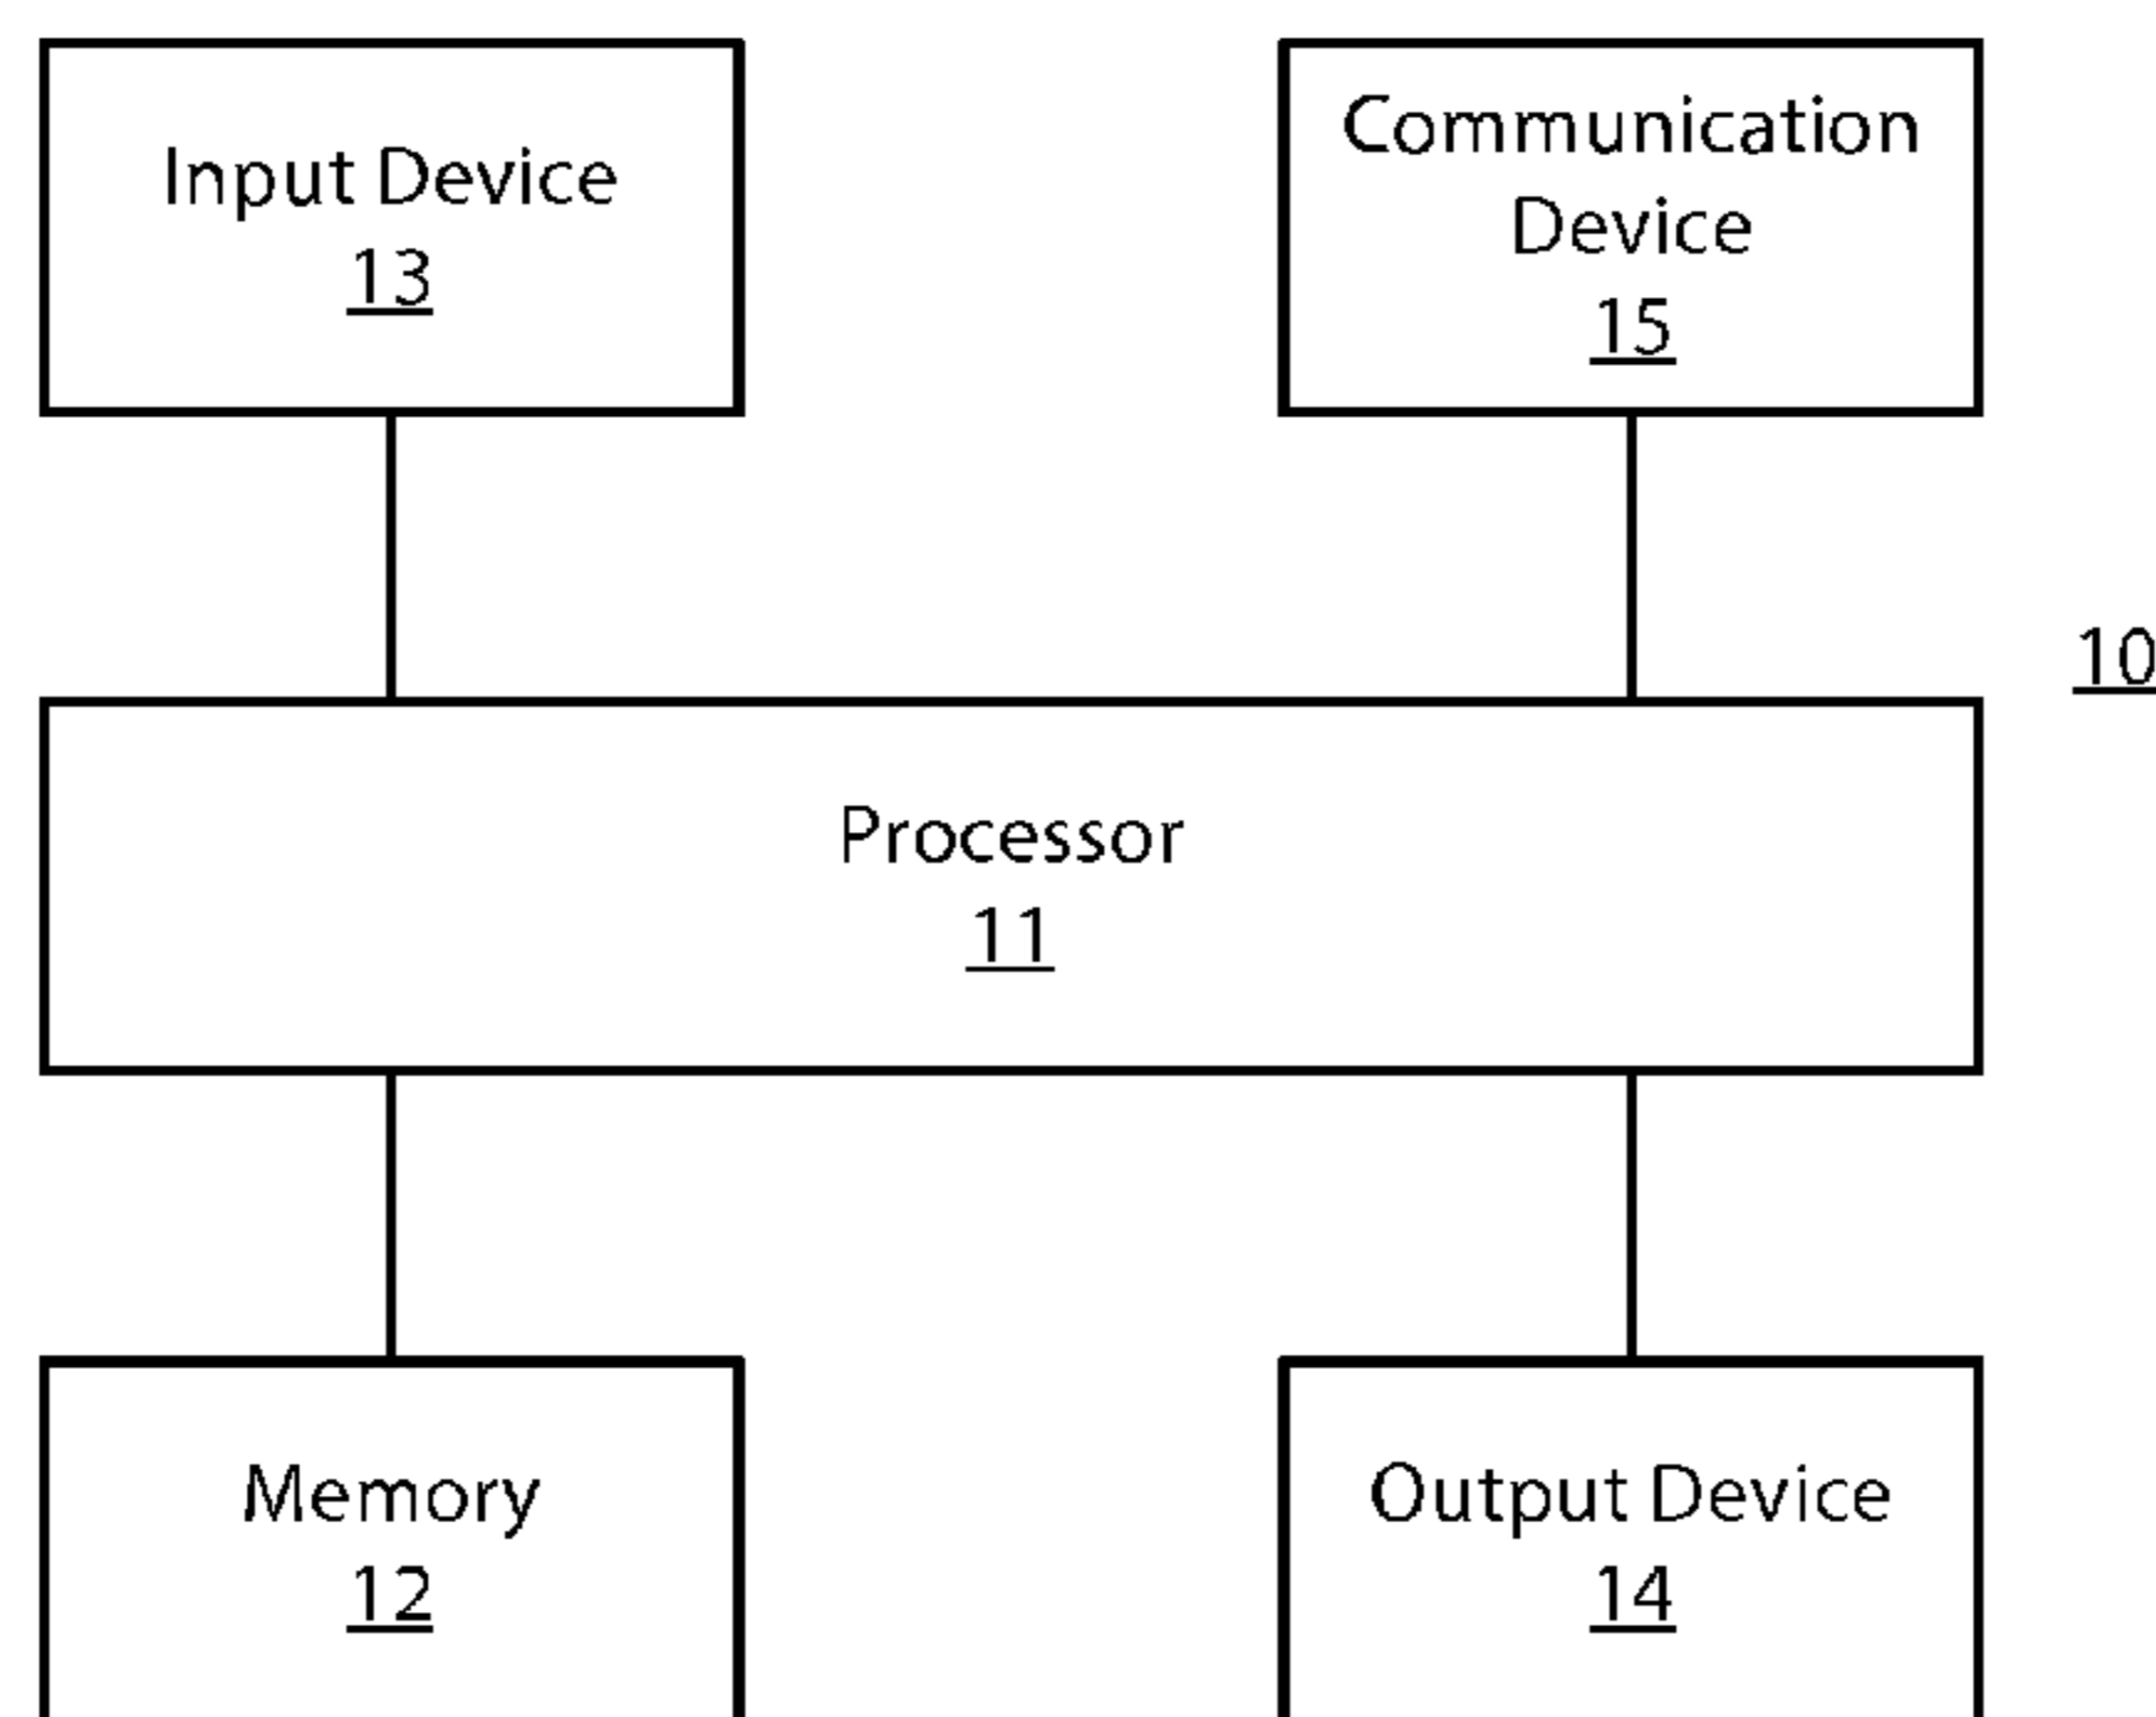 Input Device
13
Communication
Device
15
10
Processor
11
Memory
12
Output Device
14